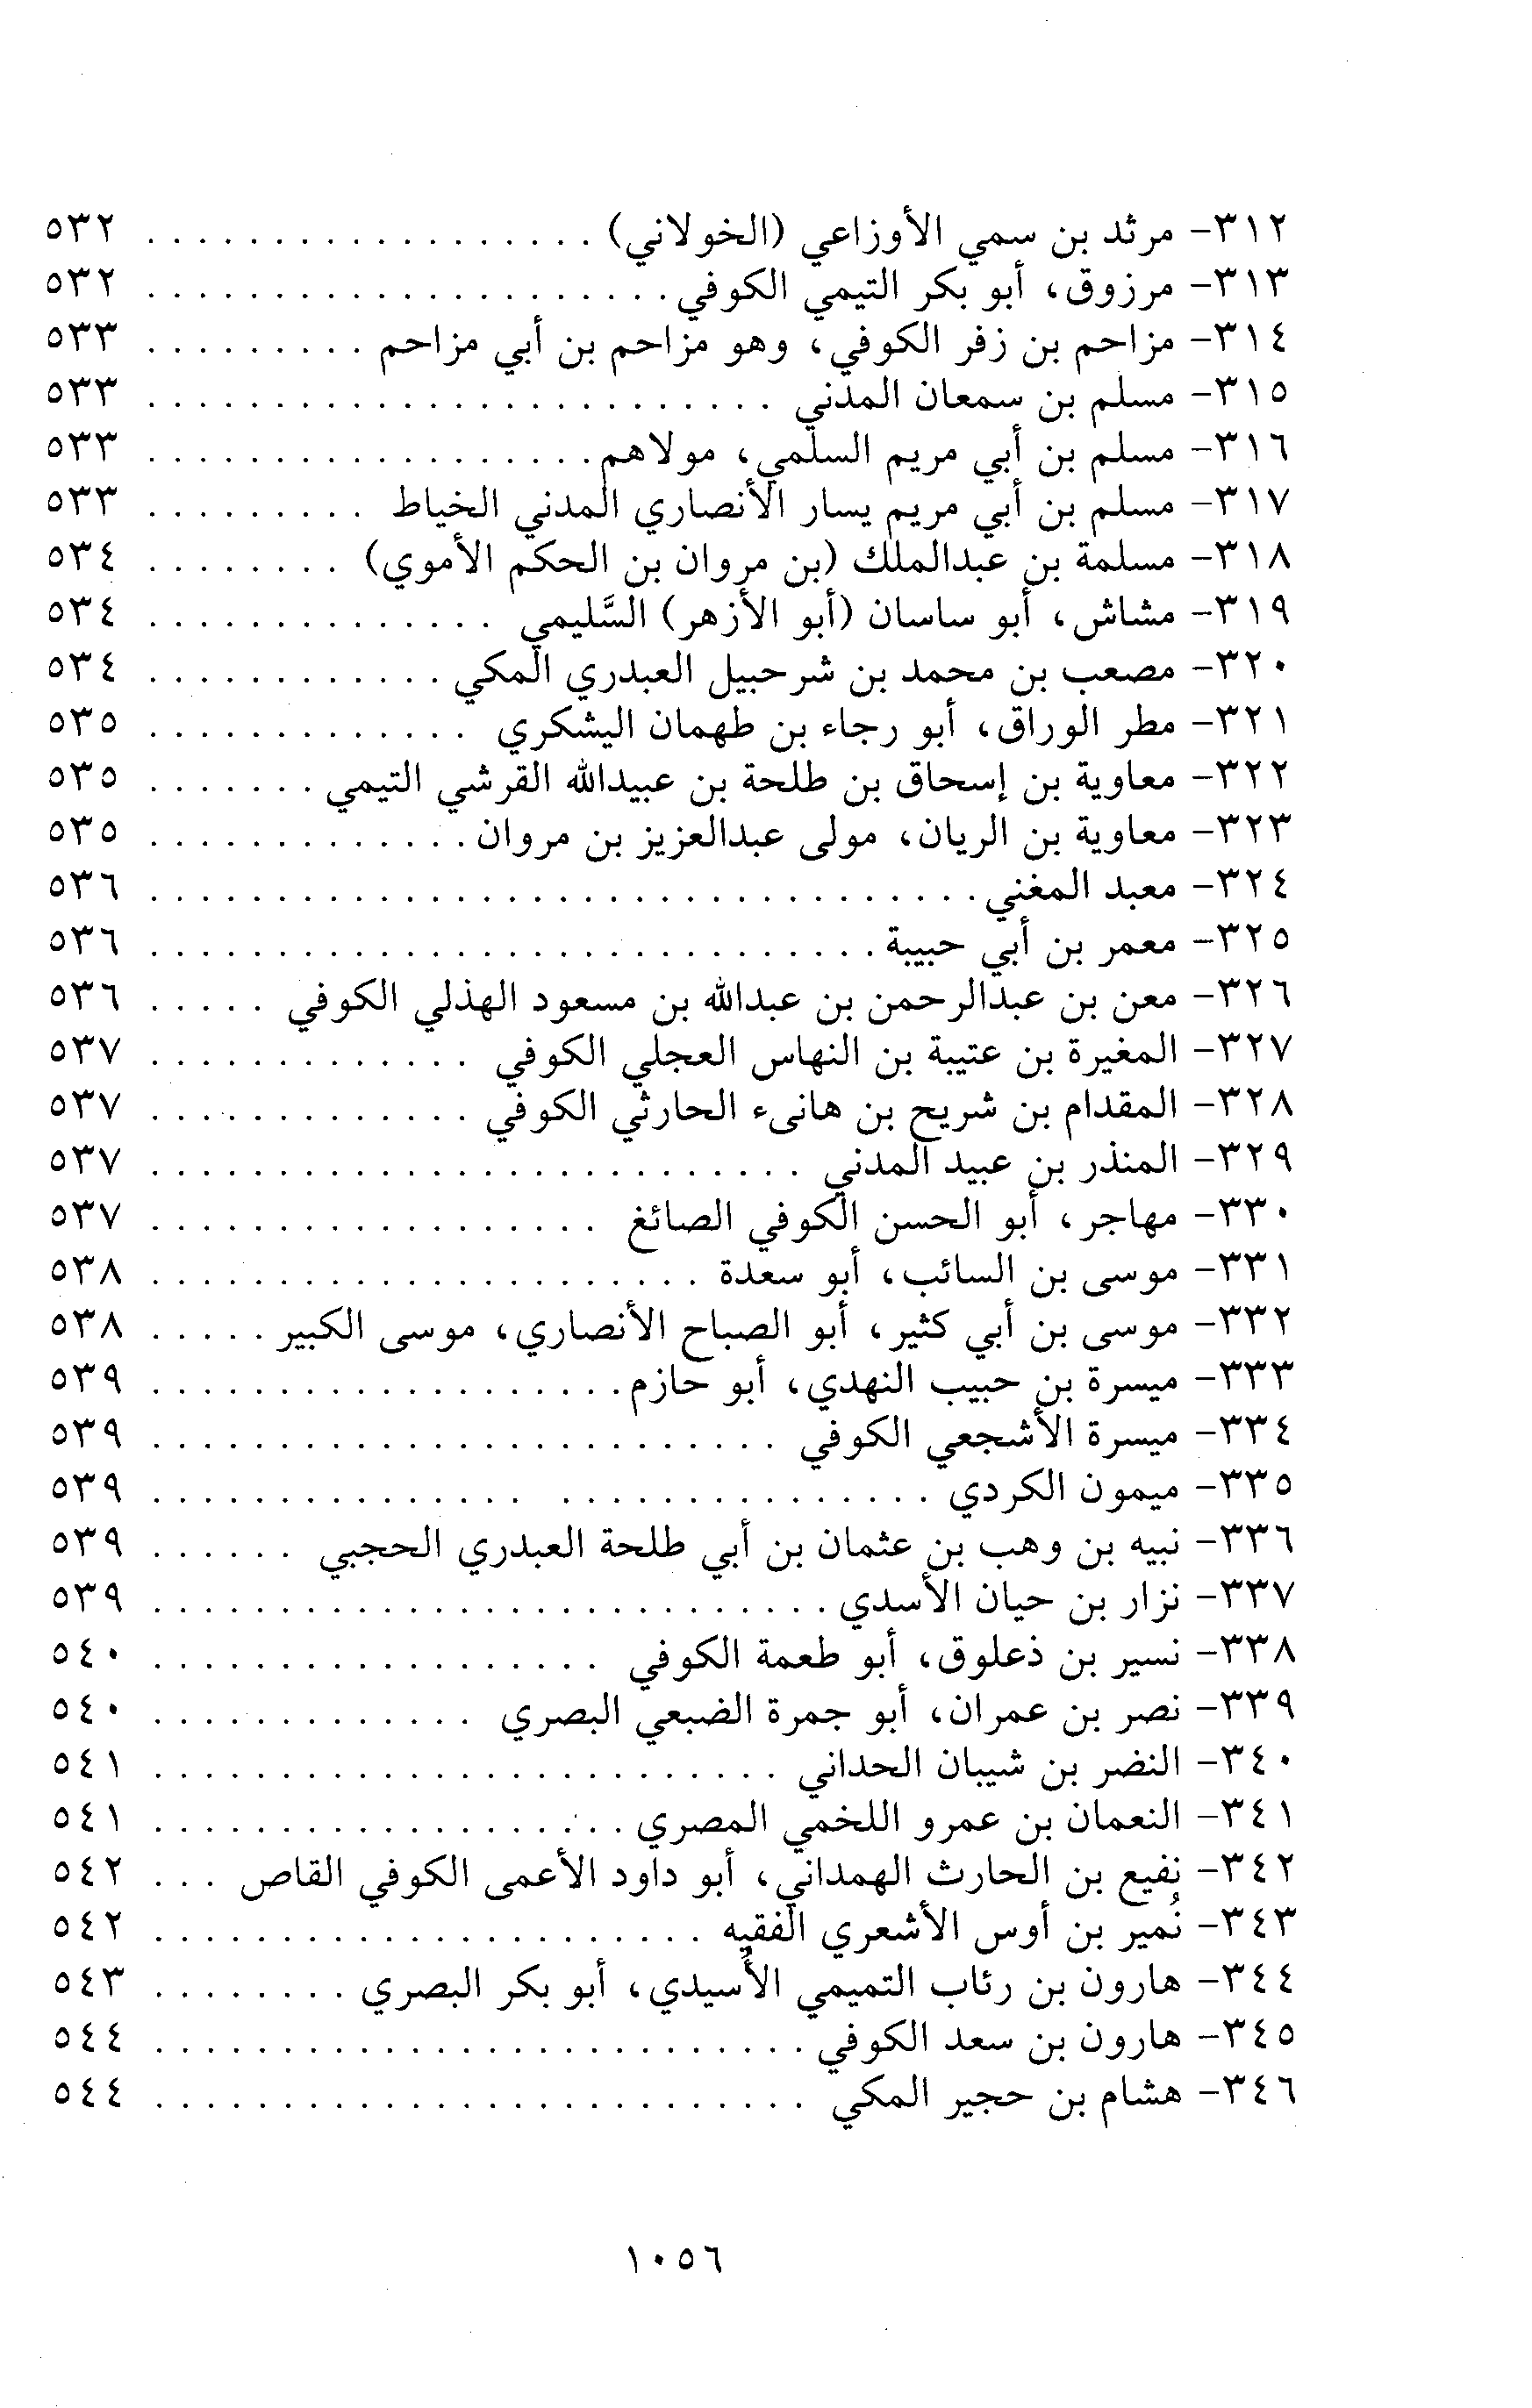 ٣١٢- مرثد بن سمي الأوزاعي (الخولاني) . . . . . . . . . . . . . . . . . . ٥٣٢
٣١٣- مرزوق، أبو بكر التيمي الكوفي. . . . . . . . . . . . . . . . . . . . . ٥٣٢
٣١٤- مزاحم بن زفر الكوفي، وهو مزاحم بن أبي مزاحم . . . . . . . . . ٥٣٣
٣١٥- مسلم بن سمعان المدني . . . . . . . . . . . . . . . . . . . . . . . . . ٥٣٣
٣١٦- مسلم بن أبي مريم السلمي، مولاهم. . . . . . . . . . . . . . . . . . ٥٣٣
٣١٧- مسلم بن أبي مريم يسار الأنصاري المدني الخياط . . . . . . . . . ٥٣٣
٣١٨- مسلمة بن عبدالملك (بن مروان بن الحكم الأموي) . . . . . . . . ٥٣٤
٣١٩- مشاش، أبو ساسان (أبو الأزهر) السَّليمي . . . . . . . . . . . . . . ٥٣٤
٣٢٠- مصعب بن محمد بن شرحبيل العبدري المكي . . . . . . . . . . . . ٥٣٤
٣٢١- مطر الوراق، أبو رجاء بن طهمان اليشكري . . . . . . . . . . . . . ٥٣٥
٣٢٢- معاوية بن إسحاق بن طلحة بن عبيدالله القرشي التيمي . . . . . . . ٥٣٥
٣٢٣- معاوية بن الريان، مولى عبدالعزيز بن مروان. . . . . . . . . . . . . ٥٣٥
٣٢٤- معبد المغني. . . . . . . . . . . . . . . . . . . . . . . . . . . . . . . . . ٥٣٦
٣٢٥- معمر بن أبي حبيبة. . . . . . . . . . . . . . . . . . . . . . . . . . . . . ٥٣٦
٣٢٦- معن بن عبدالرحمن بن عبدالله بن مسعود الهذلي الكوفي . . . . . ٥٣٦
٣٢٧- المغيرة بن عتيبة بن النهاس العجلي الكوفي . . . . . . . . . . . . . ٥٣٧
٣٢٨- المقدام بن شريح بن هانىء الحارثي الكوفي . . . . . . . . . . . . . ٥٣٧
٣٢٩- المنذر بن عبيد المدني . . . . . . . . . . . . . . . . . . . . . . . . . . ٥٣٧
٣٣٠- مهاجر، أبو الحسن الكوفي الصائغ . . . . . . . . . . . . . . . . . . ٥٣٧
٣٣١- موسى بن السائب، أبو سعدة . . . . . . . . . . . . . . . . . . . . . . ٥٣٨
٣٣٢- موسى بن أبي كثير، أبو الصباح الأنصاري، موسى الكبير . . . . . ٥٣٨
٣٣٣- ميسرة بن حبيب النهدي، أبو حازم. . . . . . . . . . . . . . . . . . . ٥٣٩
٣٣٤- ميسرة الأشجعي الكوفي . . . . . . . . . . . . . . . . . . . . . . . . . ٥٣٩
٣٣٥- ميمون الكردي . . . . . . . . . . . . . . . . . . . . . . . . . . . . . . ٥٣٩
٣٣٦- نبيه بن وهب بن عثمان بن أبي طلحة العبدري الحجبي . . . . . . ٥٣٩
٣٣٧- نزار بن حيان الأسدي. . . . . . . . . . . . . . . . . . . . . . . . . . . ٥٣٩
٣٣٨- نسير بن ذعلوق، أبو طعمة الكوفي . . . . . . . . . . . . . . . . . . ٥٤٠
٣٣٩- نصر بن عمران، أبو جمرة الضبعي البصري . . . . . . . . . . . . . ٥٤٠
٣٤٠- النضر بن شيبان الحداني . . . . . . . . . . . . . . . . . . . . . . . . . ٥٤١
٣٤١- النعمان بن عمرو اللخمي المصري. . . . . . . . . . . . . . . . . . . ٥٤١
٣٤٢- نفيع بن الحارث الهمداني، أبو داود الأعمى الكوفي القاص . . . ٥٤٢
٣٤٣- نُمير بن أوس الأشعري الفقيه . . . . . . . . . . . . . . . . . . . . . . ٥٤٢
٣٤٤- هارون بن رئاب التميمي الأُسيدي، أبو بكر البصري . . . . . . . . ٥٤٣
٣٤٥- هارون بن سعد الكوفي. . . . . . . . . . . . . . . . . . . . . . . . . . ٥٤٤
٣٤٦- هشام بن حجير المكي . . . . . . . . . . . . . . . . . . . . . . . . . . ٥٤٤
١٠٥٦